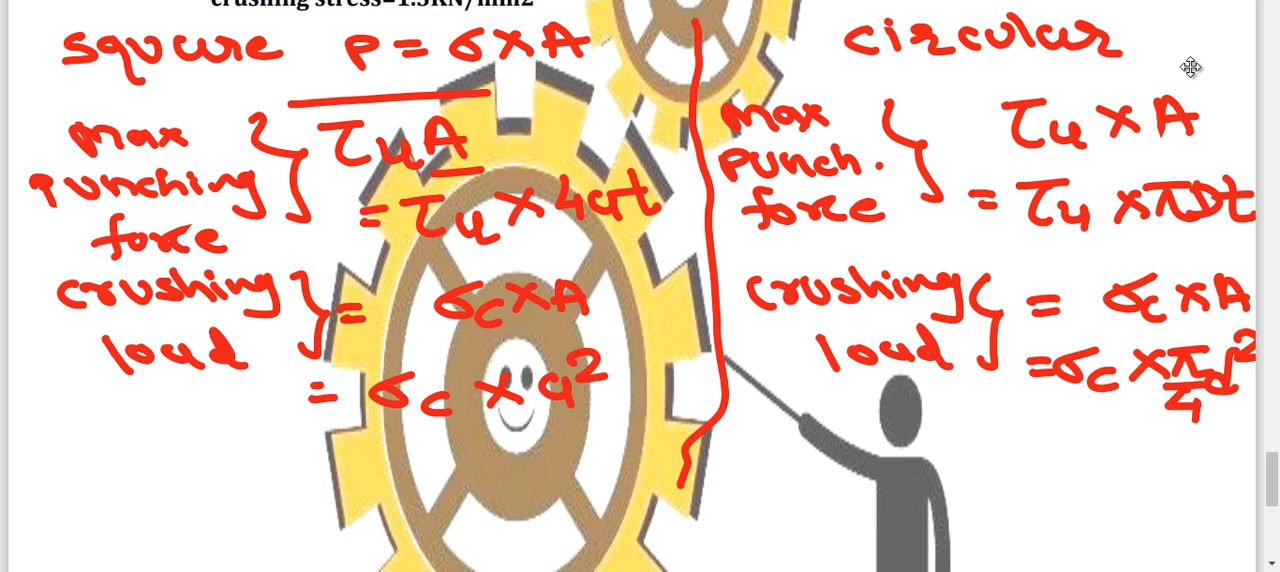 crushing stress=1.5KN/mm2
square P = σ × A
max punching force } τu A
= τu × 4at
crushing load } = σc × A
= σc × a²
circular
max punch. force } τu × A
= τu × πDt
crushing load } = σc × A
= σc × π/4 d²